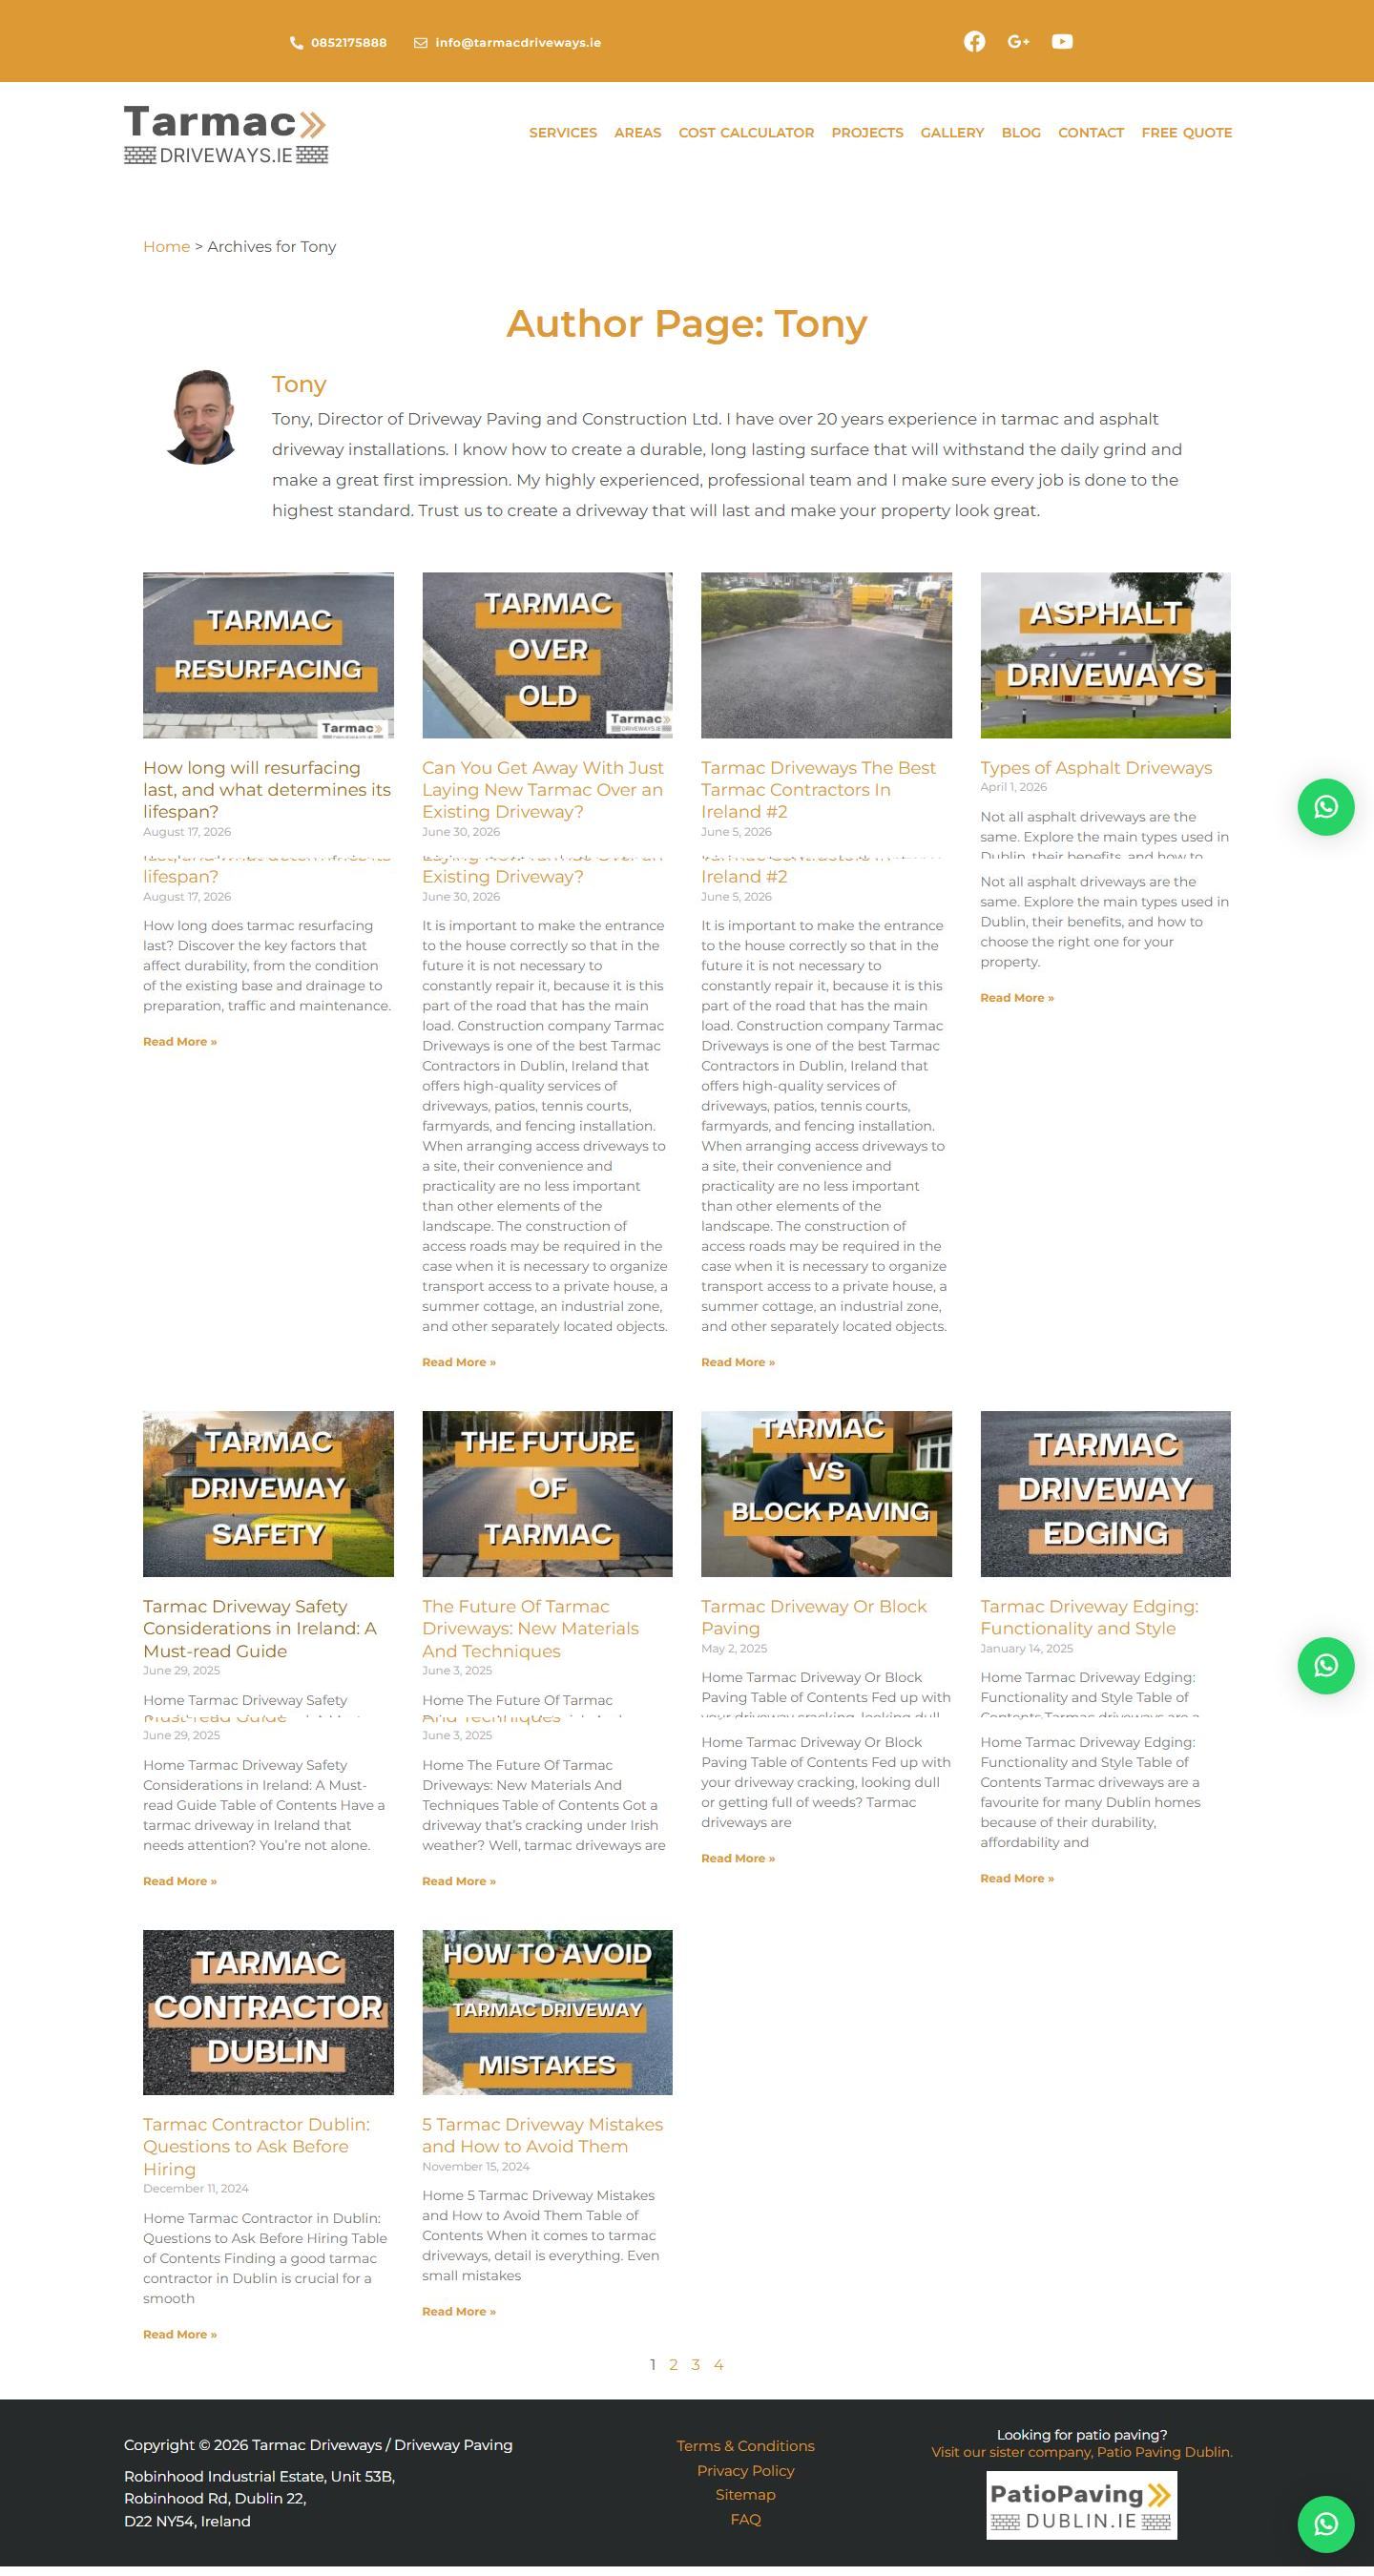 0852175888
info@tarmacdriveways.ie
Tarmac
DRIVEWAYS.IE
SERVICES AREAS COST CALCULATOR PROJECTS GALLERY BLOG CONTACT FREE QUOTE
Home > Archives for Tony
Author Page: Tony
Tony
Tony, Director of Driveway Paving and Construction Ltd. I have over 20 years experience in tarmac and asphalt
driveway installations. I know how to create a durable, long lasting surface that will withstand the daily grind and
make a great first impression. My highly experienced, professional team and I make sure every job is done to the
highest standard. Trust us to create a driveway that will last and make your property look great.
TARMAC
RESURFACING
Tarmac
How long will resurfacing
last, and what determines its
lifespan?
August 17, 2026
lifespan?
August 17, 2026
How long does tarmac resurfacing
last? Discover the key factors that
affect durability, from the condition
of the existing base and drainage to
preparation, traffic and maintenance.
Read More »
TARMAC
OVER
OLD
Tarmac
DRIVEWAYS.IE
Can You Get Away With Just
Laying New Tarmac Over an
Existing Driveway?
June 30, 2026
Laying New Tarmac Over an
Existing Driveway?
June 30, 2026
It is important to make the entrance
to the house correctly so that in the
future it is not necessary to
constantly repair it, because it is this
part of the road that has the main
load. Construction company Tarmac
Driveways is one of the best Tarmac
Contractors in Dublin, Ireland that
offers high-quality services of
driveways, patios, tennis courts,
farmyards, and fencing installation.
When arranging access driveways to
a site, their convenience and
practicality are no less important
than other elements of the
landscape. The construction of
access roads may be required in the
case when it is necessary to organize
transport access to a private house, a
summer cottage, an industrial zone,
and other separately located objects.
Read More »
Tarmac Driveways The Best
Tarmac Contractors In
Ireland #2
June 5, 2026
Tarmac Contractors In
Ireland #2
June 5, 2026
It is important to make the entrance
to the house correctly so that in the
future it is not necessary to
constantly repair it, because it is this
part of the road that has the main
load. Construction company Tarmac
Driveways is one of the best Tarmac
Contractors in Dublin, Ireland that
offers high-quality services of
driveways, patios, tennis courts,
farmyards, and fencing installation.
When arranging access driveways to
a site, their convenience and
practicality are no less important
than other elements of the
landscape. The construction of
access roads may be required in the
case when it is necessary to organize
transport access to a private house, a
summer cottage, an industrial zone,
and other separately located objects.
Read More »
ASPHALT
DRIVEWAYS
Types of Asphalt Driveways
April 1, 2026
Not all asphalt driveways are the
same. Explore the main types used in
Dublin, their benefits, and how to
Not all asphalt driveways are the
same. Explore the main types used in
Dublin, their benefits, and how to
choose the right one for your
property.
Read More »
TARMAC
DRIVEWAY
SAFETY
Tarmac Driveway Safety
Considerations in Ireland: A
Must-read Guide
June 29, 2025
Home Tarmac Driveway Safety
Must-read Guide
June 29, 2025
Home Tarmac Driveway Safety
Considerations in Ireland: A Must-
read Guide Table of Contents Have a
tarmac driveway in Ireland that
needs attention? You're not alone.
Read More »
THE FUTURE
OF
TARMAC
The Future Of Tarmac
Driveways: New Materials
And Techniques
June 3, 2025
Home The Future Of Tarmac
And Techniques
June 3, 2025
Home The Future Of Tarmac
Driveways: New Materials And
Techniques Table of Contents Got a
driveway that's cracking under Irish
weather? Well, tarmac driveways are
Read More »
TARMAC
VS
BLOCK PAVING
Tarmac Driveway Or Block
Paving
May 2, 2025
Home Tarmac Driveway Or Block
Paving Table of Contents Fed up with
your driveway cracking, looking dull
Home Tarmac Driveway Or Block
Paving Table of Contents Fed up with
your driveway cracking, looking dull
or getting full of weeds? Tarmac
driveways are
Read More »
TARMAC
DRIVEWAY
EDGING
Tarmac Driveway Edging:
Functionality and Style
January 14, 2025
Home Tarmac Driveway Edging:
Functionality and Style Table of
Contents Tarmac driveways are a
Home Tarmac Driveway Edging:
Functionality and Style Table of
Contents Tarmac driveways are a
favourite for many Dublin homes
because of their durability,
affordability and
Read More »
TARMAC
CONTRACTOR
DUBLIN
Tarmac Contractor Dublin:
Questions to Ask Before
Hiring
December 11, 2024
Home Tarmac Contractor in Dublin:
Questions to Ask Before Hiring Table
of Contents Finding a good tarmac
contractor in Dublin is crucial for a
smooth
Read More »
HOW TO AVOID
TARMAC DRIVEWAY
MISTAKES
5 Tarmac Driveway Mistakes
and How to Avoid Them
November 15, 2024
Home 5 Tarmac Driveway Mistakes
and How to Avoid Them Table of
Contents When it comes to tarmac
driveways, detail is everything. Even
small mistakes
Read More »
1 2 3 4
Copyright © 2026 Tarmac Driveways / Driveway Paving
Robinhood Industrial Estate, Unit 53B,
Robinhood Rd, Dublin 22,
D22 NY54, Ireland
Terms & Conditions
Privacy Policy
Sitemap
FAQ
Looking for patio paving?
Visit our sister company, Patio Paving Dublin.
PatioPaving
DUBLIN.IE